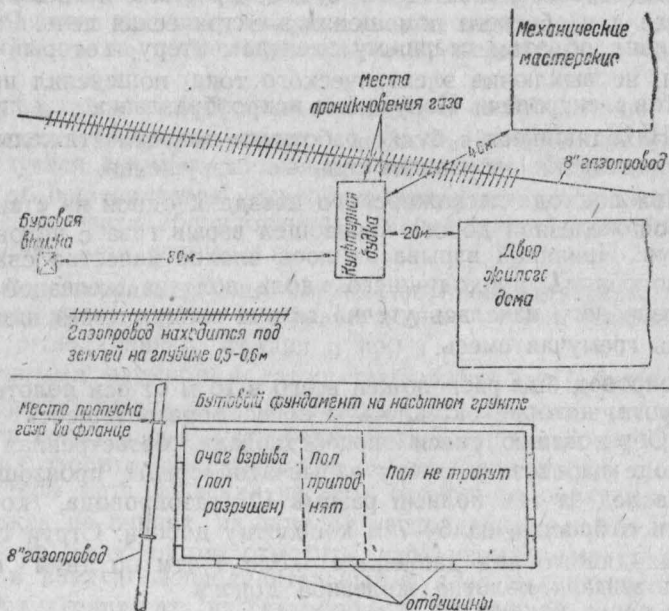 Механические
мастерские
Места
проникновения газа
40м
8" газопровод
Буровая
вышка
80м
Культурная
будка
20м
Двор
жилого
дома
Газопровод находится под
землей на глубине 0,5-0,6м
Место пропуска
газа во фланце
Бутовый фундамент на насыпном грунте
Очаг взрыва
(пол
разрушен)
Пол
припод-
нят
Пол не тронут
8" газопровод
отдушины